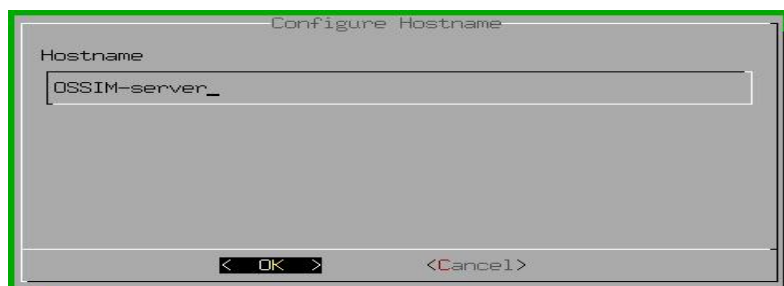 Configure Hostname
Hostname
OSSIM-server_
< OK > <Cancel>